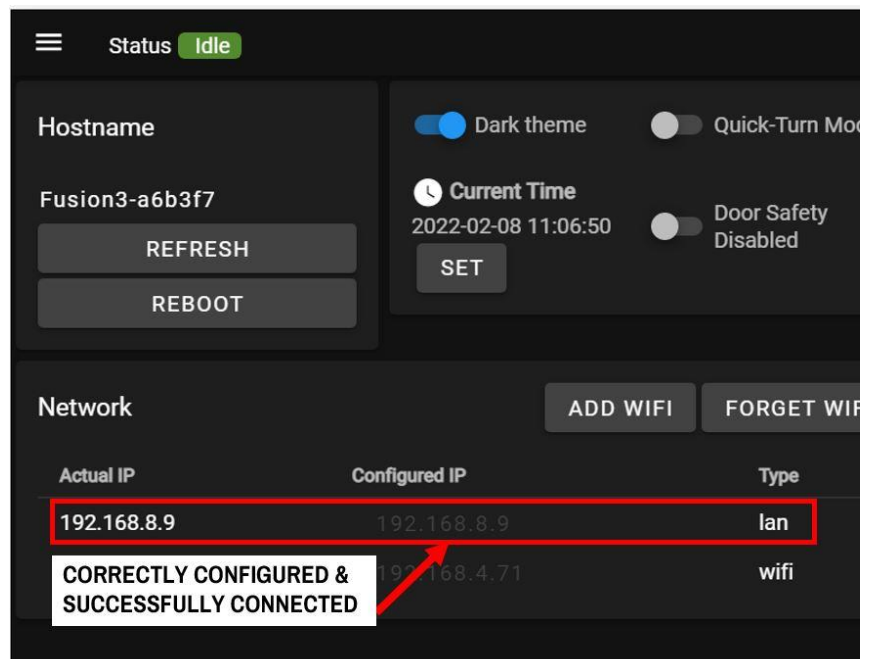 Status Idle
Hostname
Fusion3-a6b3f7
REFRESH
REBOOT
Dark theme
Quick-Turn Mod
Current Time
2022-02-08 11:06:50
SET
Door Safety
Disabled
Network
ADD WIFI
FORGET WIF
Actual IP Configured IP Type
192.168.8.9 192.168.8.9 lan
192.168.4.71 wifi
CORRECTLY CONFIGURED &
SUCCESSFULLY CONNECTED